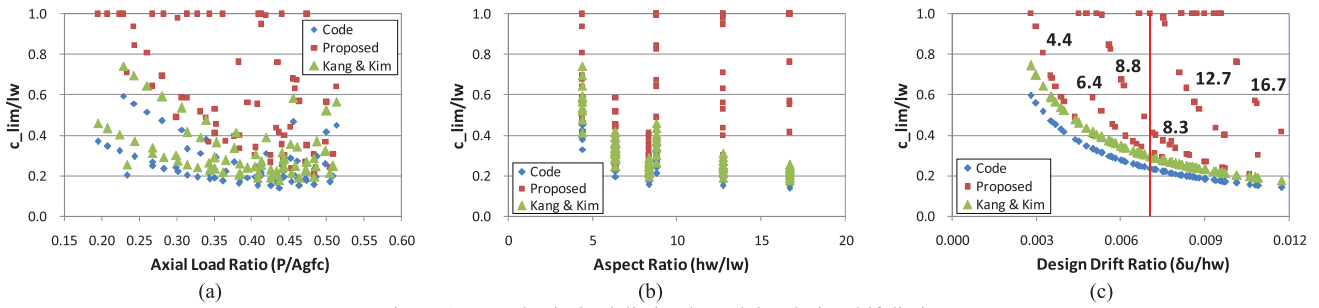 c_lim/lw
1.0
0.8
0.6
0.4
0.2
0.0
Code
Proposed
Kang & Kim
0.15 0.20 0.25 0.30 0.35 0.40 0.45 0.50 0.55 0.60
Axial Load Ratio (P/Agfc)
(a)
c_lim/lw
1.0
0.8
0.6
0.4
0.2
0.0
Code
Proposed
Kang & Kim
0 5 10 15 20
Aspect Ratio (hw/lw)
(b)
c_lim/lw
1.0
0.8
0.6
0.4
0.2
0.0
4.4
8.8
6.4
12.7
16.7
8.3
Code
Proposed
Kang & Kim
0.000 0.003 0.006 0.009 0.012
Design Drift Ratio (δu/hw)
(c)